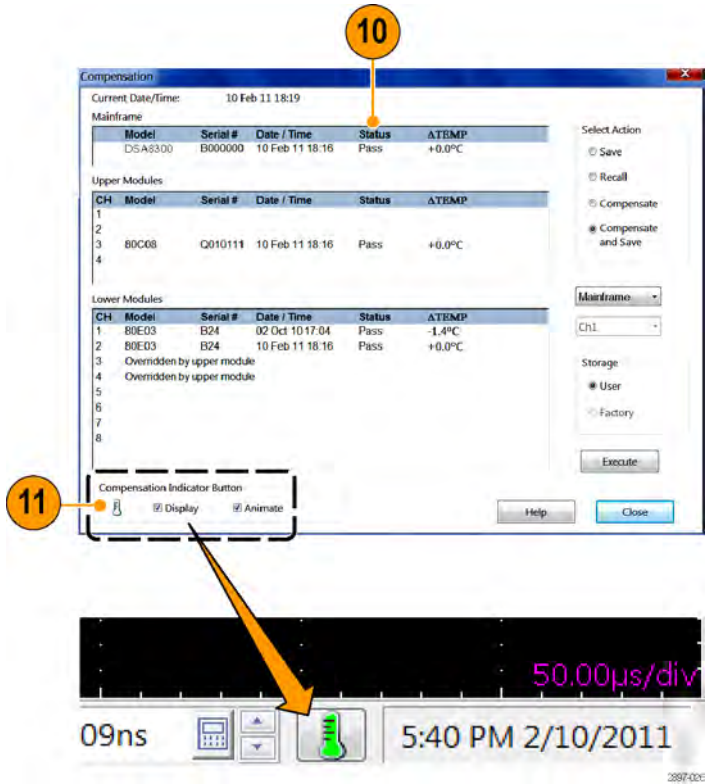 10
Compensation
Current Date/Time: 10 Feb 11 18:19
Mainframe
Model Serial # Date / Time Status ΔTEMP
DSA8300 B000000 10 Feb 11 18:16 Pass +0.0ºC
Upper Modules
CH Model Serial # Date / Time Status ΔTEMP
1
2
3 80C08 Q010111 10 Feb 11 18:16 Pass +0.0ºC
4
Lower Modules
CH Model Serial # Date / Time Status ΔTEMP
1 80E03 B24 02 Oct 10 17:04 Pass -1.4ºC
2 80E03 B24 10 Feb 11 18:16 Pass +0.0ºC
3 Overridden by upper module
4 Overridden by upper module
5
6
7
8
Select Action
Save
Recall
Compensate
Compensate
and Save
Mainframe
Ch1
Storage
User
Factory
Execute
11
Compensation Indicator Button
Display Animate
Help Close
50.00µs/div
09ns
5:40 PM 2/10/2011
2897-026